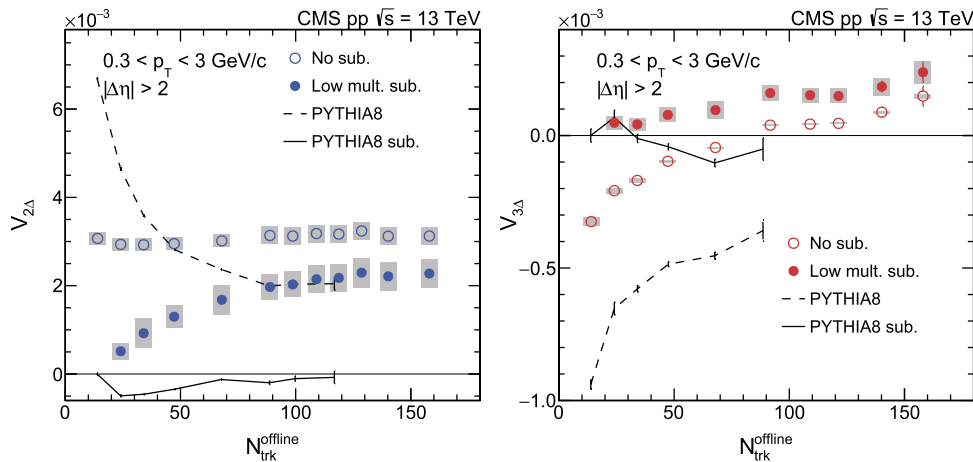 ×10⁻³
CMS pp √s = 13 TeV
0.3 < p_T < 3 GeV/c
|Δη| > 2
No sub.
Low mult. sub.
PYTHIA8
PYTHIA8 sub.
V_2Δ
6
4
2
0
0 50 100 150
N_trk^offline
×10⁻³
CMS pp √s = 13 TeV
0.3 < p_T < 3 GeV/c
|Δη| > 2
No sub.
Low mult. sub.
PYTHIA8
PYTHIA8 sub.
V_3Δ
0.0
−0.5
−1.0
0 50 100 150
N_trk^offline